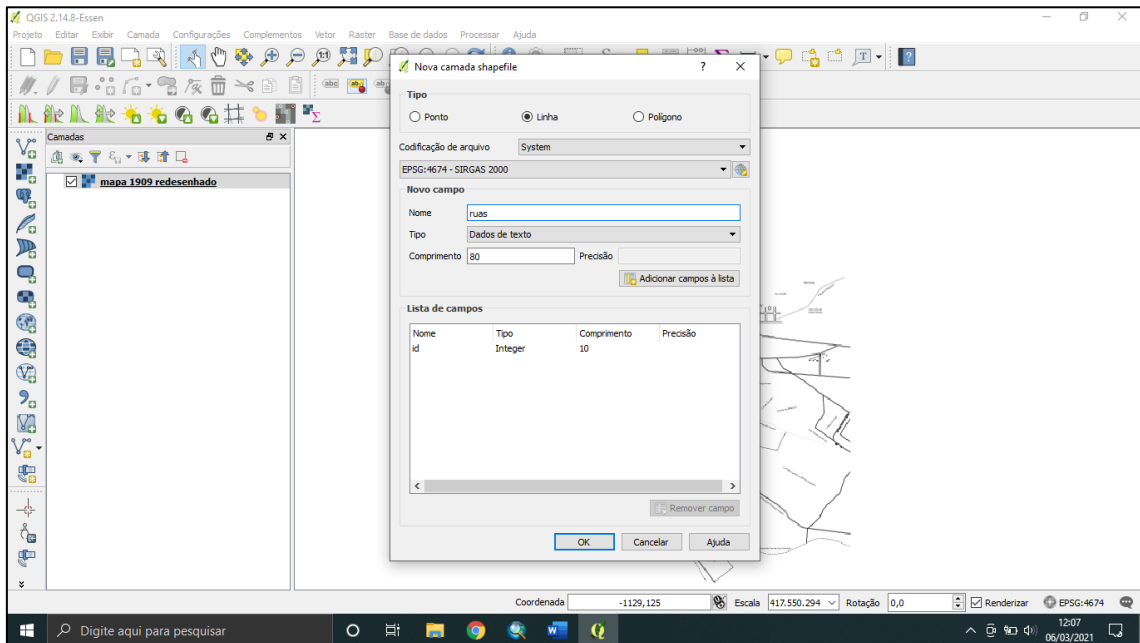 QGIS 2.14.8-Essen
Projeto Editar Exibir Camada Configurações Complementos Vetor Raster Base de dados Processar Ajuda
Nova camada shapefile
Tipo
Ponto Linha Polígono
Codificação de arquivo System
EPSG:4674 - SIRGAS 2000
Novo campo
Nome ruas
Tipo Dados de texto
Comprimento 80 Precisão
Adicionar campos à lista
Lista de campos
Nome Tipo Comprimento Precisão
id Integer 10
Remover campo
OK Cancelar Ajuda
Camadas
mapa 1909 redesenhado
Coordenada -1129,125 Escala 417.550.294 Rotação 0,0 Renderizar EPSG:4674
Digite aqui para pesquisar
12:07
06/03/2021